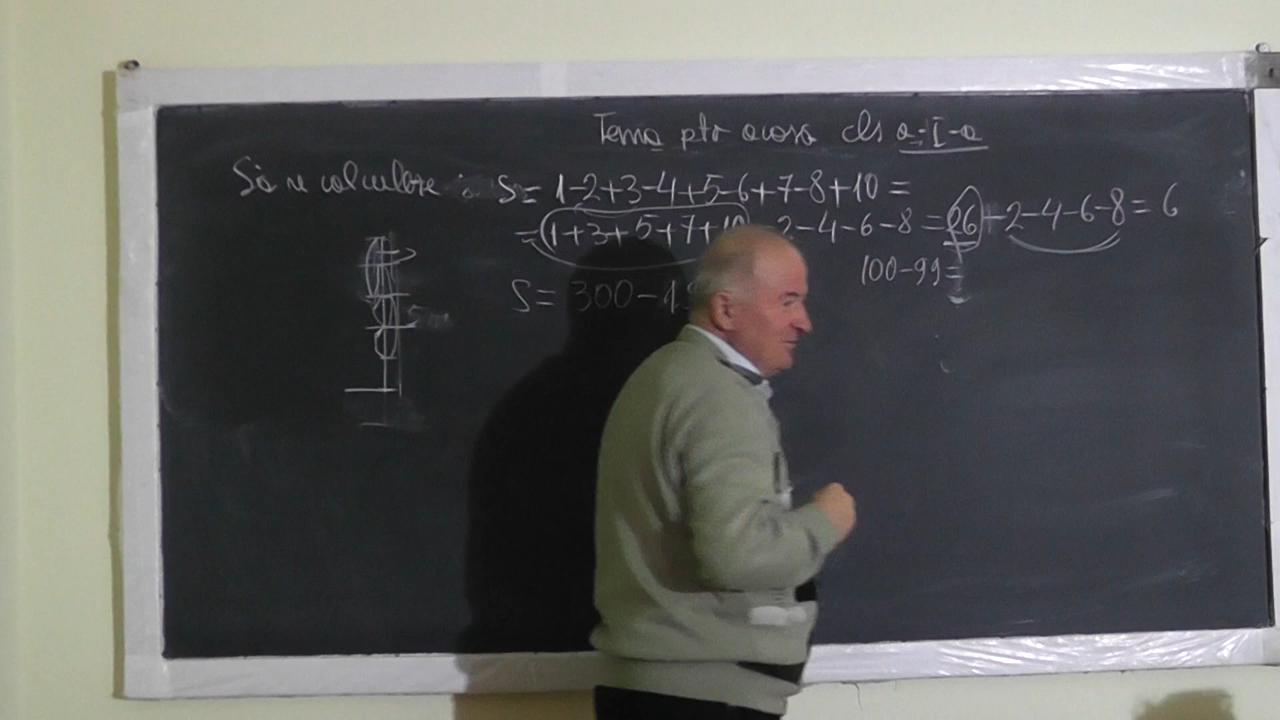 Tema ptr acasa cls a-I-a
Să se calculeze : S = 1-2+3-4+5-6+7-8+10 =
= (1+3+5+7+10 2-4-6-8 = 26-2-4-6-8 = 6
100-99=
S = 300-1